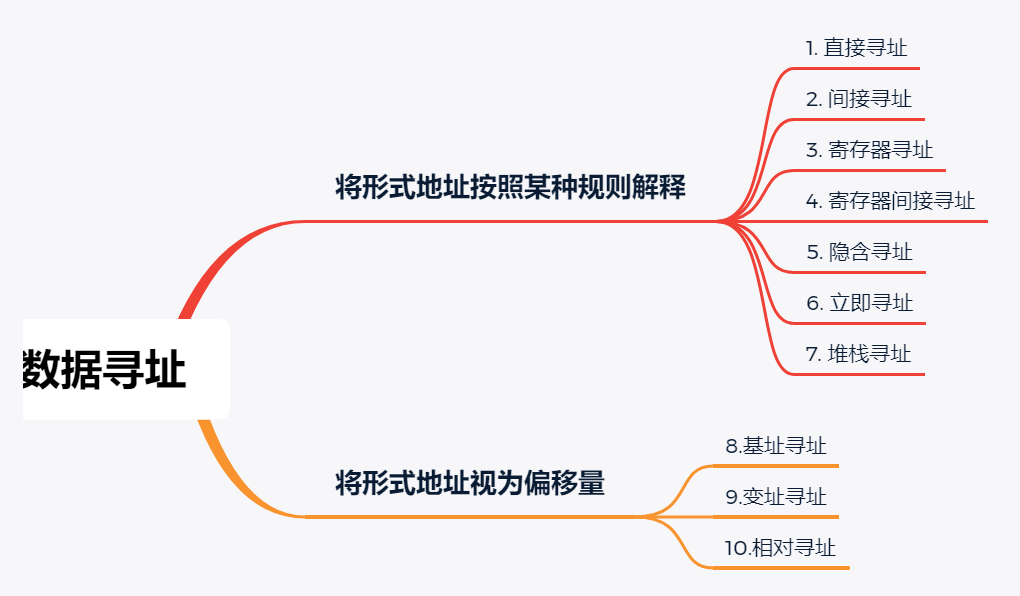 数据寻址
将形式地址按照某种规则解释
1. 直接寻址
2. 间接寻址
3. 寄存器寻址
4. 寄存器间接寻址
5. 隐含寻址
6. 立即寻址
7. 堆栈寻址
将形式地址视为偏移量
8.基址寻址
9.变址寻址
10.相对寻址